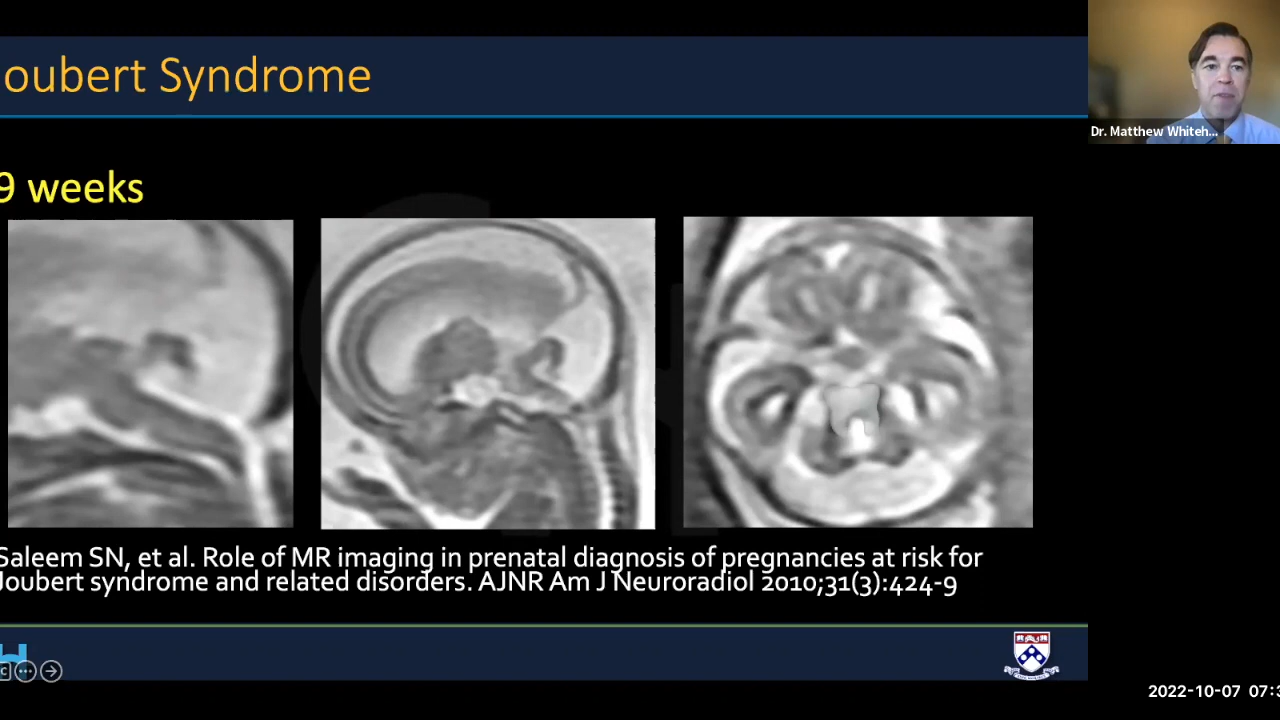 oubert Syndrome
Dr. Matthew Whiteh...
9 weeks
Saleem SN, et al. Role of MR imaging in prenatal diagnosis of pregnancies at risk for
Joubert syndrome and related disorders. AJNR Am J Neuroradiol 2010;31(3):424-9
2022-10-07 07:3